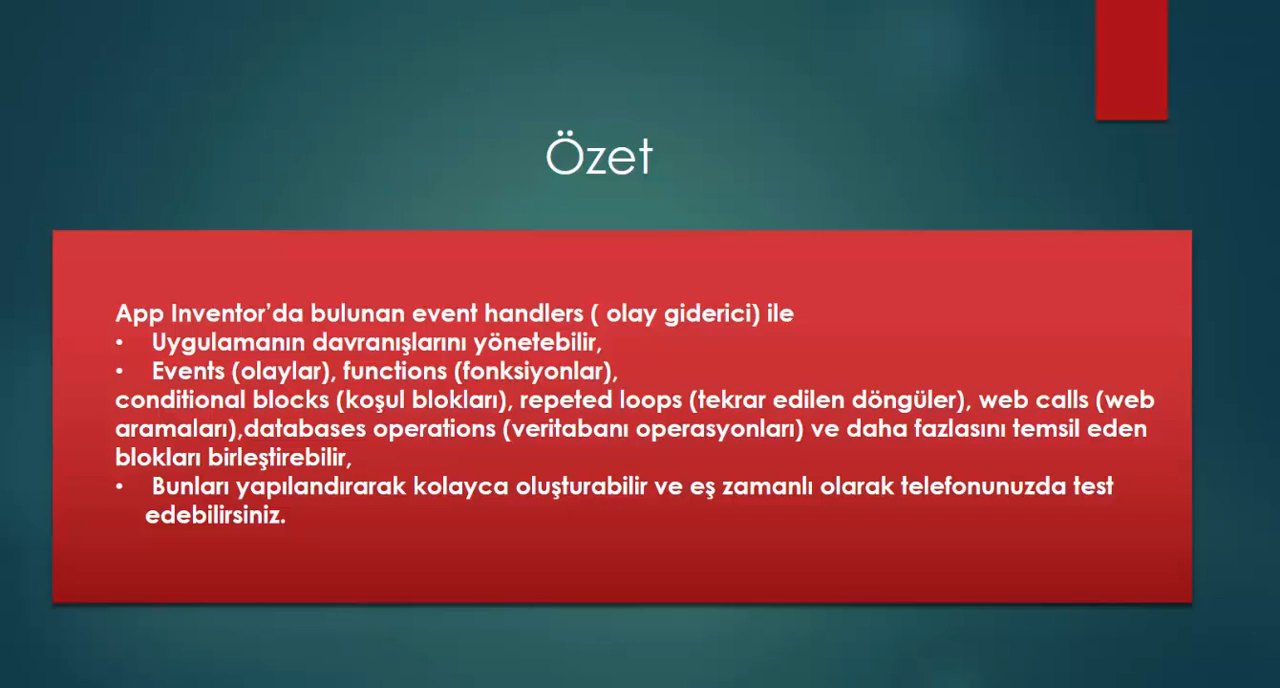 Özet
App Inventor’da bulunan event handlers ( olay giderici) ile
• Uygulamanın davranışlarını yönetebilir,
• Events (olaylar), functions (fonksiyonlar),
conditional blocks (koşul blokları), repeted loops (tekrar edilen döngüler), web calls (web
aramaları),databases operations (veritabanı operasyonları) ve daha fazlasını temsil eden
blokları birleştirebilir,
• Bunları yapılandırarak kolayca oluşturabilir ve eş zamanlı olarak telefonunuzda test
edebilirsiniz.